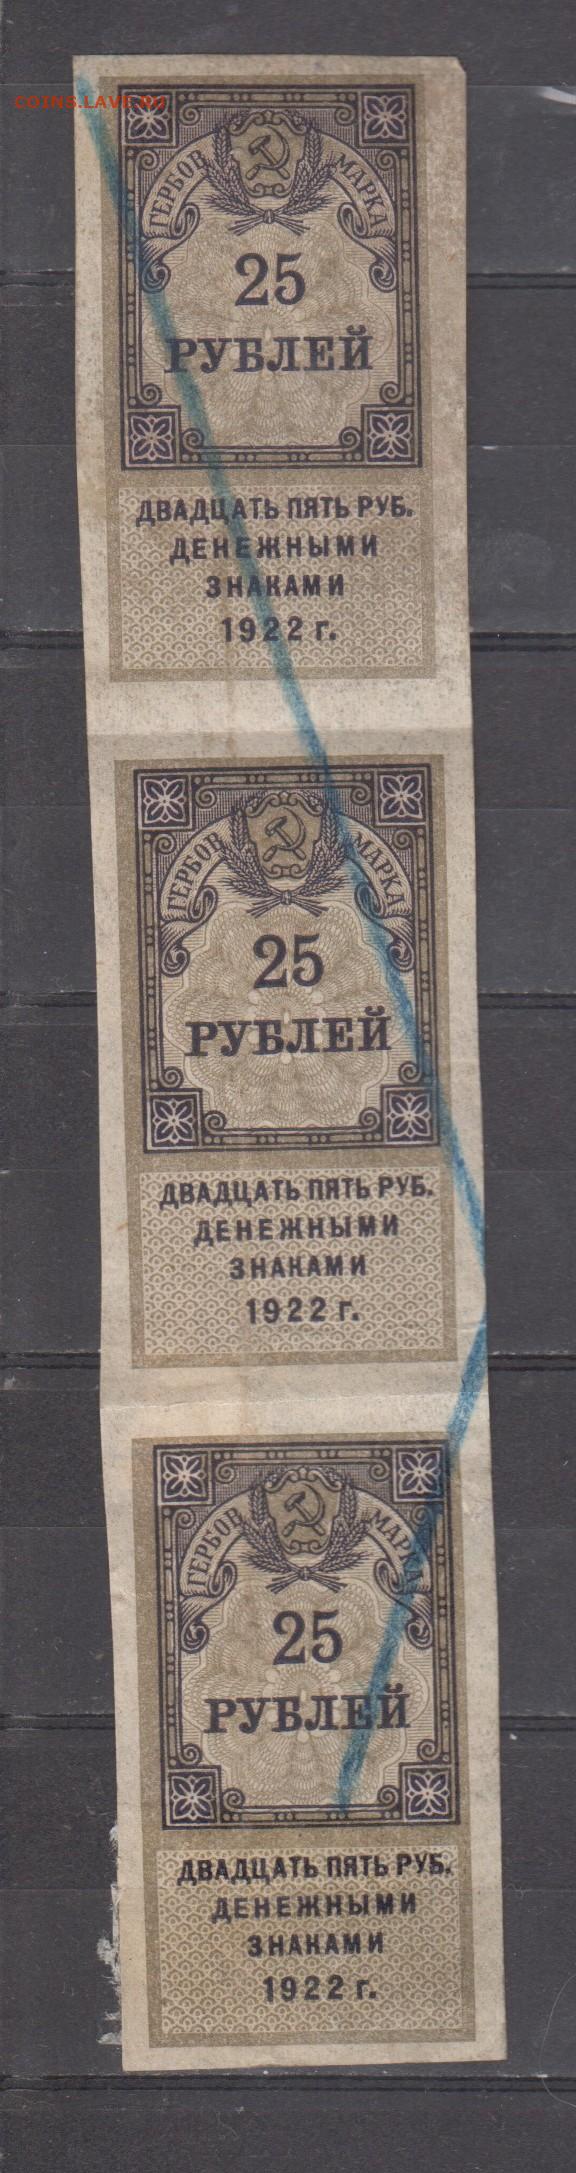 COINS.LAVE.RU
ГЕРБОВ МАРКА
25
РУБЛЕЙ
ДВАДЦАТЬ ПЯТЬ РУБ.
ДЕНЕЖНЫМИ
ЗНАКАМИ
1922 г.
ГЕРБОВ МАРКА
25
РУБЛЕЙ
ДВАДЦАТЬ ПЯТЬ РУБ.
ДЕНЕЖНЫМИ
ЗНАКАМИ
1922 г.
ГЕРБОВ МАРКА
25
РУБЛЕЙ
ДВАДЦАТЬ ПЯТЬ РУБ.
ДЕНЕЖНЫМИ
ЗНАКАМИ
1922 г.